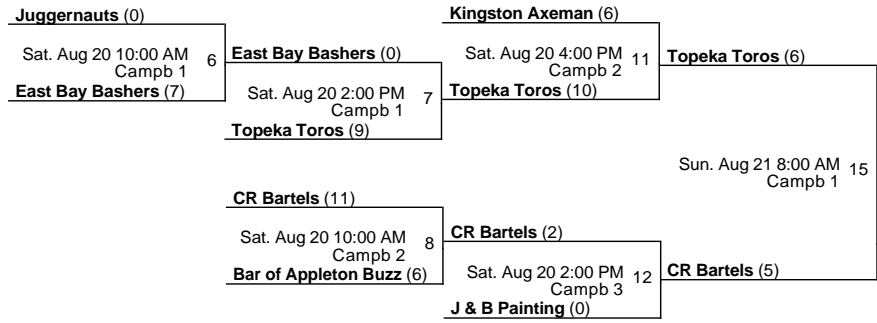 Juggernauts (0)
Sat. Aug 20 10:00 AM 6
Campb 1
East Bay Bashers (7)
East Bay Bashers (0)
Sat. Aug 20 2:00 PM 7
Campb 1
Topeka Toros (9)
Kingston Axeman (6)
Sat. Aug 20 4:00 PM 11
Campb 2
Topeka Toros (10)
Topeka Toros (6)
Sun. Aug 21 8:00 AM 15
Campb 1
CR Bartels (11)
Sat. Aug 20 10:00 AM 8
Campb 2
Bar of Appleton Buzz (6)
CR Bartels (2)
Sat. Aug 20 2:00 PM 12
Campb 3
J & B Painting (0)
CR Bartels (5)